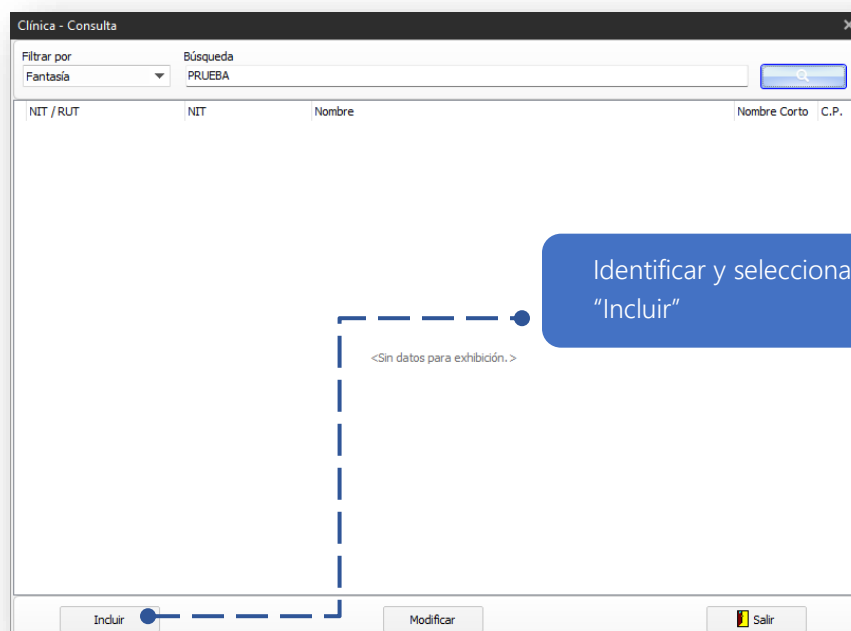 Clínica - Consulta
Filtrar por Búsqueda
Fantasía PRUEBA
NIT / RUT NIT Nombre Nombre Corto C.P.
Identificar y selecciona
“Incluir”
<Sin datos para exhibición.>
Incluir Modificar Salir